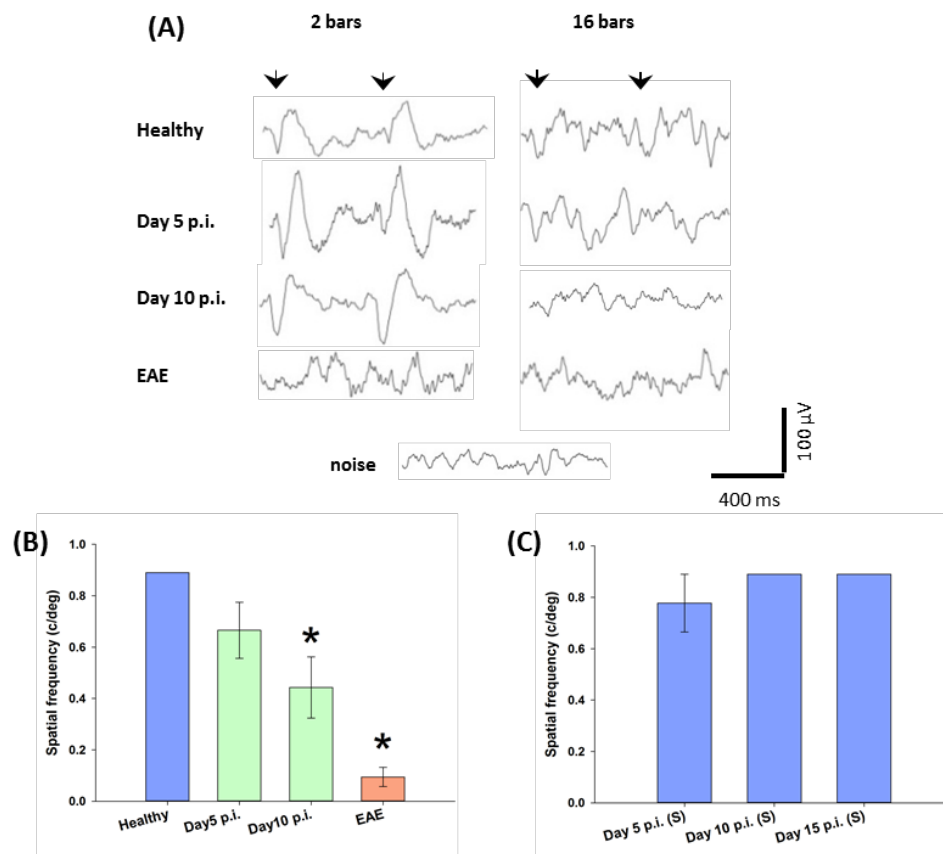 (A)
2 bars
16 bars
Healthy
Day 5 p.i.
Day 10 p.i.
EAE
noise
100 µV
400 ms
(B)
Spatial frequency (c/deg)
1.0
0.8
0.6
0.4
0.2
0.0
*
*
Healthy
Day5 p.i.
Day10 p.i.
EAE
(C)
Spatial frequency (c/deg)
1.0
0.8
0.6
0.4
0.2
0.0
Day 5 p.i. (S)
Day 10 p.i. (S)
Day 15 p.i. (S)